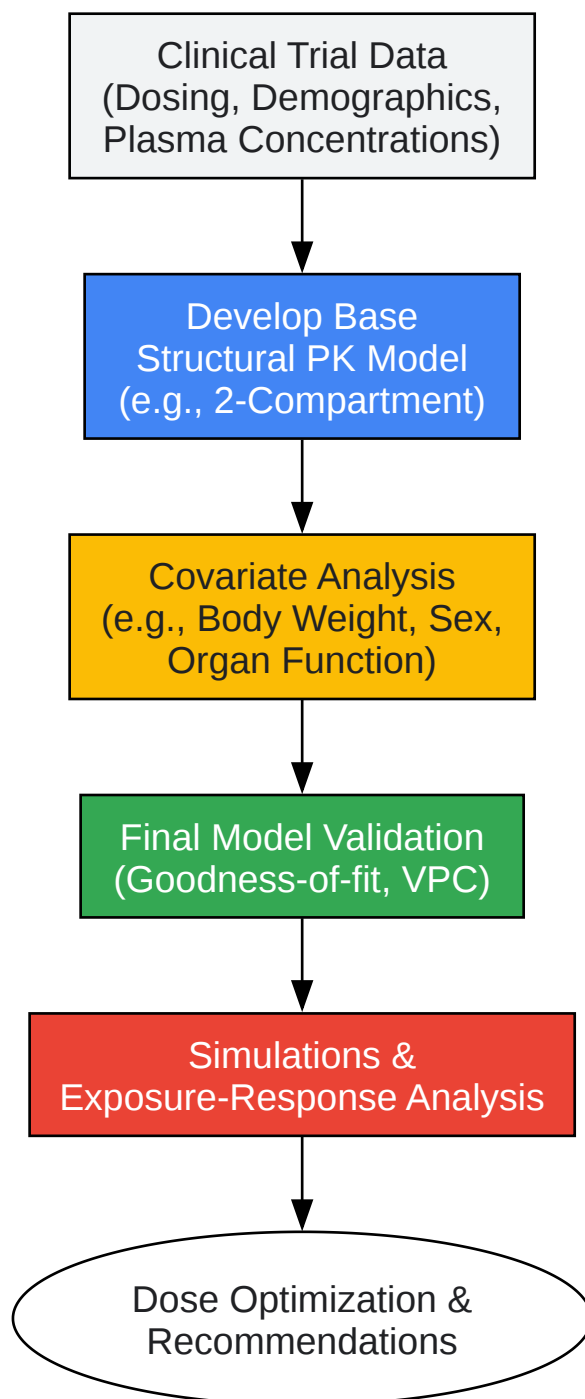 Clinical Trial Data
(Dosing, Demographics,
Plasma Concentrations)
Develop Base
Structural PK Model
(e.g., 2-Compartment)
Covariate Analysis
(e.g., Body Weight, Sex,
Organ Function)
Final Model Validation
(Goodness-of-fit, VPC)
Simulations &
Exposure-Response Analysis
Dose Optimization &
Recommendations